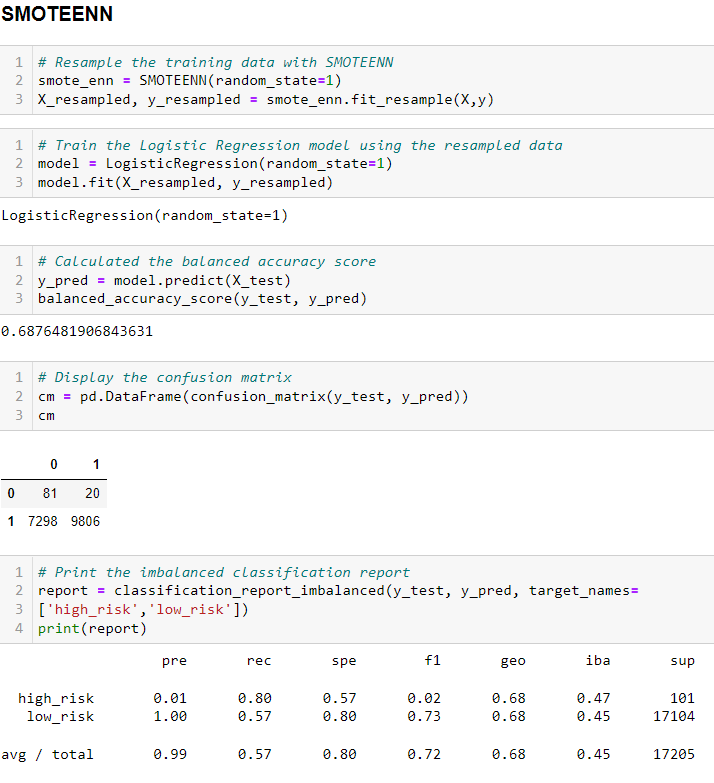 SMOTEENN
1 # Resample the training data with SMOTEENN
2 smote_enn = SMOTEENN(random_state=1)
3 X_resampled, y_resampled = smote_enn.fit_resample(X,y)
1 # Train the Logistic Regression model using the resampled data
2 model = LogisticRegression(random_state=1)
3 model.fit(X_resampled, y_resampled)
LogisticRegression(random_state=1)
1 # Calculated the balanced accuracy score
2 y_pred = model.predict(X_test)
3 balanced_accuracy_score(y_test, y_pred)
0.6876481906843631
1 # Display the confusion matrix
2 cm = pd.DataFrame(confusion_matrix(y_test, y_pred))
3 cm
0 1
0 81 20
1 7298 9806
1 # Print the imbalanced classification report
2 report = classification_report_imbalanced(y_test, y_pred, target_names=
3 ['high_risk','low_risk'])
4 print(report)
pre rec spe f1 geo iba sup
high_risk 0.01 0.80 0.57 0.02 0.68 0.47 101
low_risk 1.00 0.57 0.80 0.73 0.68 0.45 17104
avg / total 0.99 0.57 0.80 0.72 0.68 0.45 17205